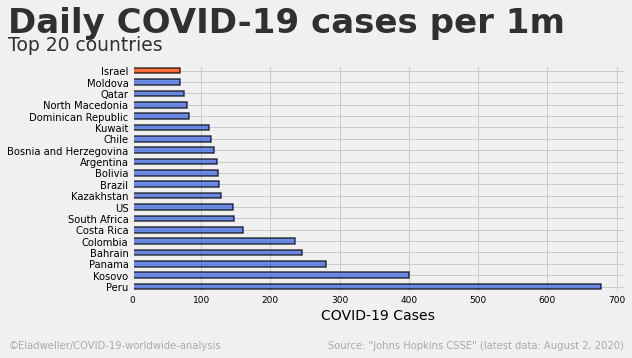 Daily COVID-19 cases per 1m
Top 20 countries
Israel
Moldova
Qatar
North Macedonia
Dominican Republic
Kuwait
Chile
Bosnia and Herzegovina
Argentina
Bolivia
Brazil
Kazakhstan
US
South Africa
Costa Rica
Colombia
Bahrain
Panama
Kosovo
Peru
0 100 200 300 400 500 600 700
COVID-19 Cases
©Eladweller/COVID-19-worldwide-analysis
Source: "Johns Hopkins CSSE" (latest data: August 2, 2020)